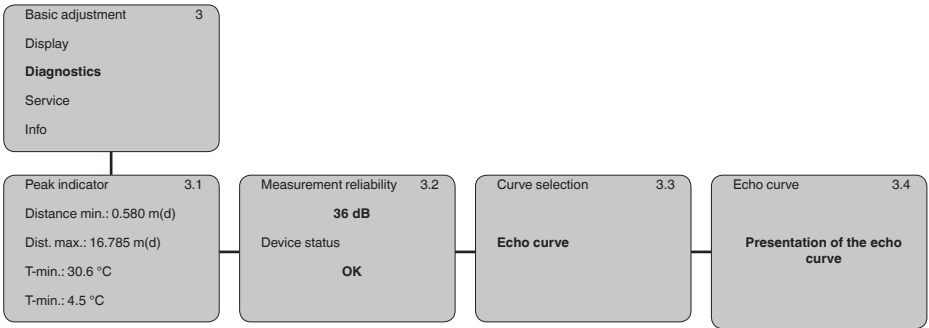 Basic adjustment 3
Display
Diagnostics
Service
Info
Peak indicator 3.1
Distance min.: 0.580 m(d)
Dist. max.: 16.785 m(d)
T-min.: 30.6 °C
T-min.: 4.5 °C
Measurement reliability 3.2
36 dB
Device status
OK
Curve selection 3.3
Echo curve
Echo curve 3.4
Presentation of the echo
curve